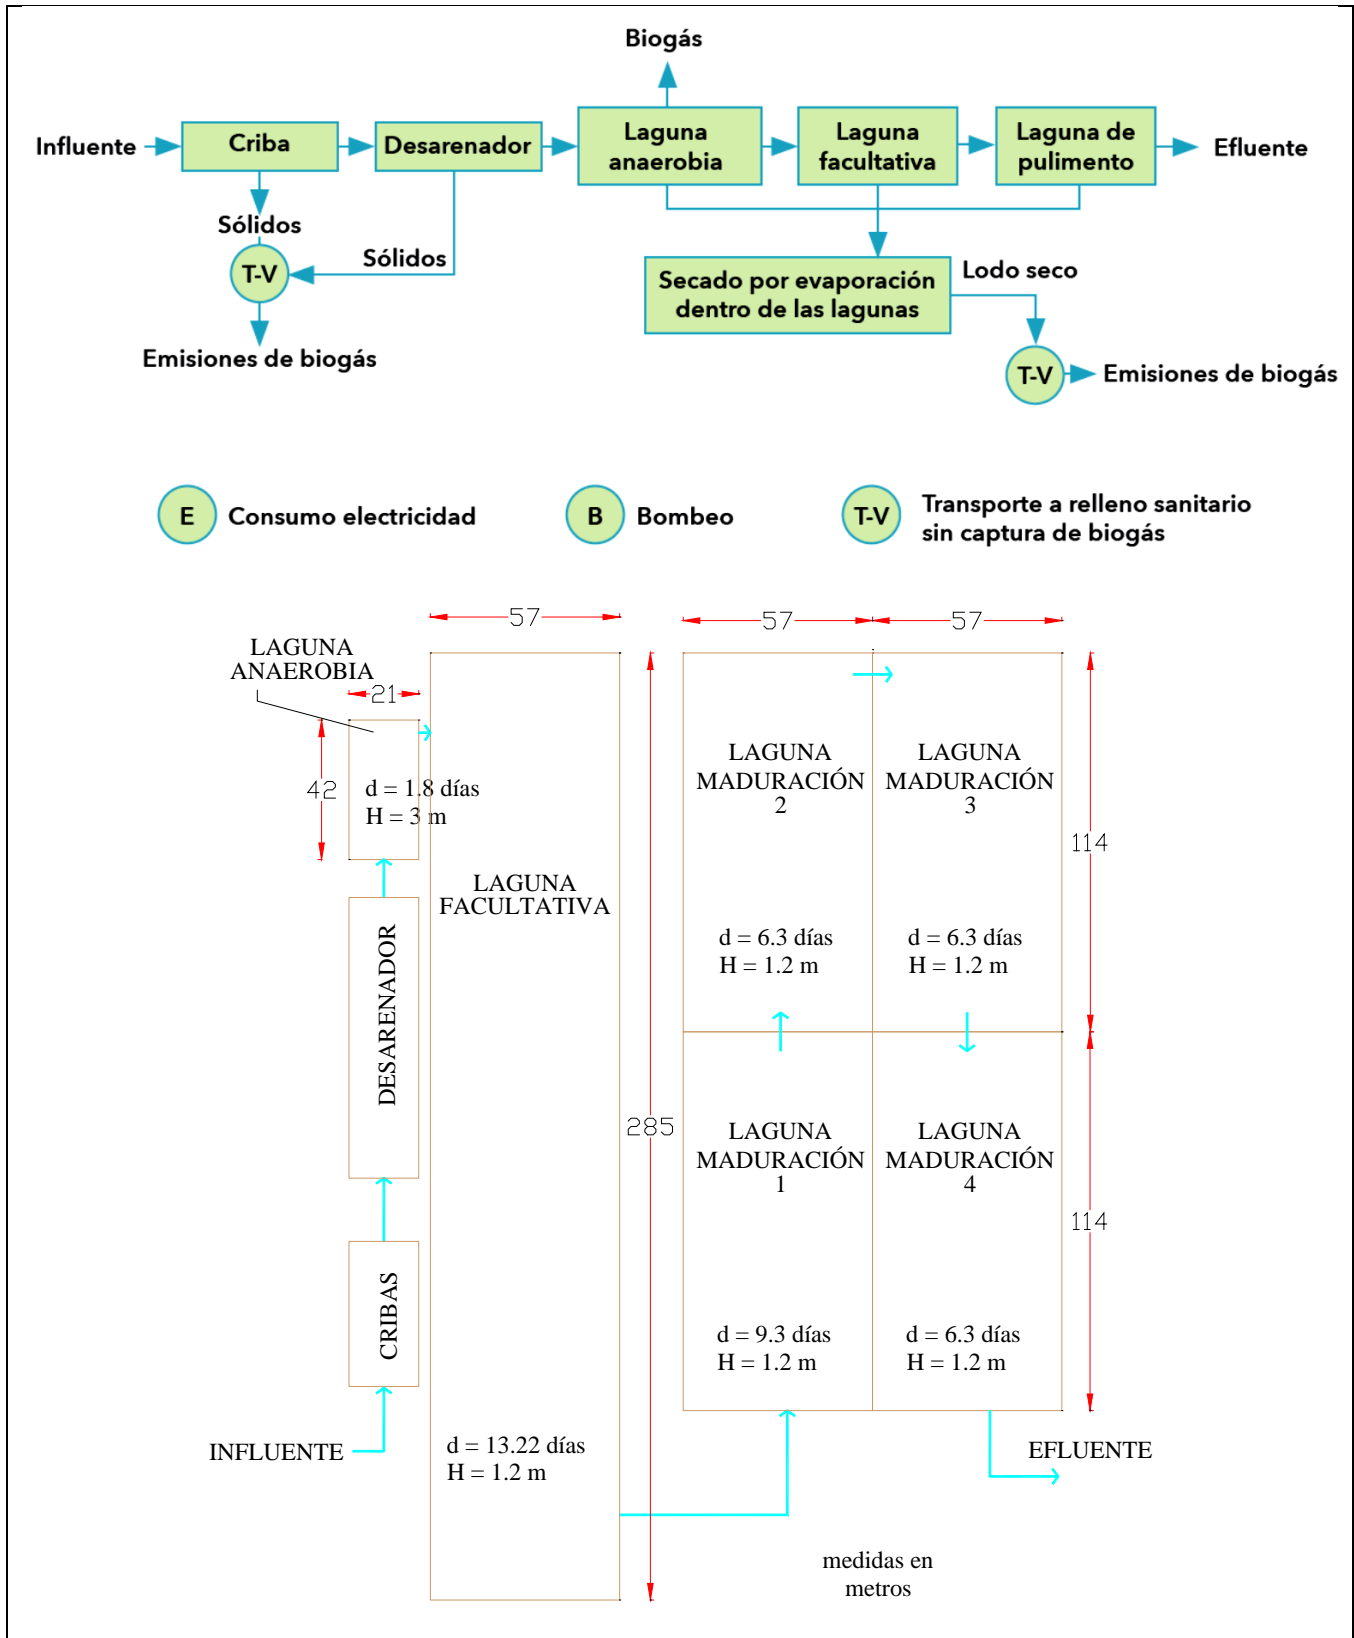 Biogás
Influente
Criba
Desarenador
Laguna
anaerobia
Laguna
facultativa
Laguna de
pulimento
Efluente
Sólidos
T-V
Sólidos
Emisiones de biogás
Secado por evaporación
dentro de las lagunas
Lodo seco
T-V
Emisiones de biogás
E
Consumo electricidad
B
Bombeo
T-V
Transporte a relleno sanitario
sin captura de biogás
57
57
57
LAGUNA
ANAEROBIA
21
42
d = 1.8 días
H = 3 m
LAGUNA
FACULTATIVA
DESARENADOR
CRIBAS
INFLUENTE
d = 13.22 días
H = 1.2 m
285
LAGUNA
MADURACIÓN
2
d = 6.3 días
H = 1.2 m
LAGUNA
MADURACIÓN
3
d = 6.3 días
H = 1.2 m
114
LAGUNA
MADURACIÓN
1
d = 9.3 días
H = 1.2 m
LAGUNA
MADURACIÓN
4
d = 6.3 días
H = 1.2 m
114
EFLUENTE
medidas en
metros